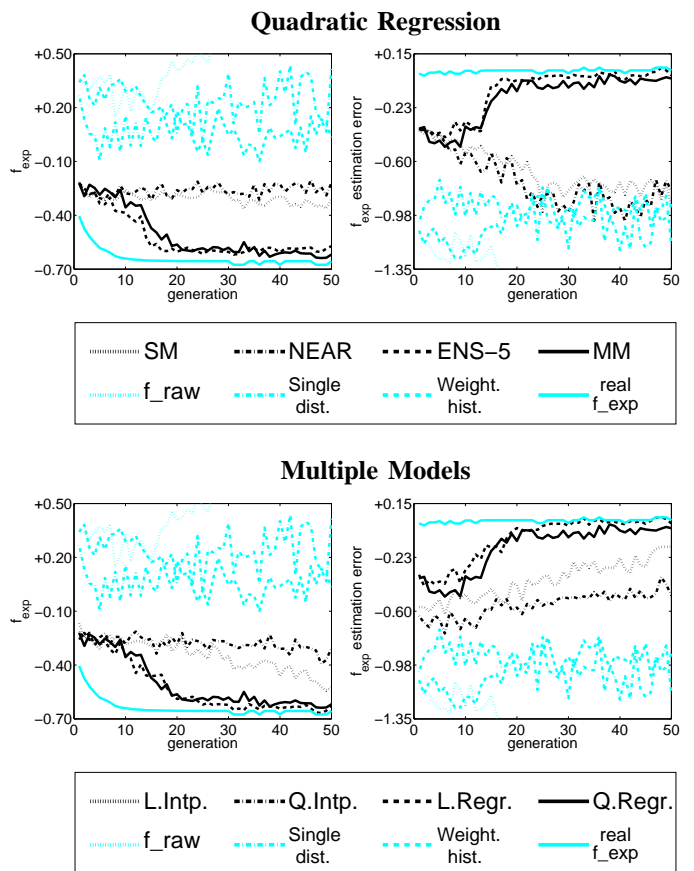 Quadratic Regression
+0.50
+0.20
−0.10
−0.40
−0.70
f_exp
0 10 20 30 40 50
generation
+0.15
−0.23
−0.60
−0.98
−1.35
f_exp estimation error
0 10 20 30 40 50
generation
SM NEAR ENS−5 MM
f_raw Single dist. Weight. hist. real f_exp
Multiple Models
+0.50
+0.20
−0.10
−0.40
−0.70
f_exp
0 10 20 30 40 50
generation
+0.15
−0.23
−0.60
−0.98
−1.35
f_exp estimation error
0 10 20 30 40 50
generation
L.Intp. Q.Intp. L.Regr. Q.Regr.
f_raw Single dist. Weight. hist. real f_exp